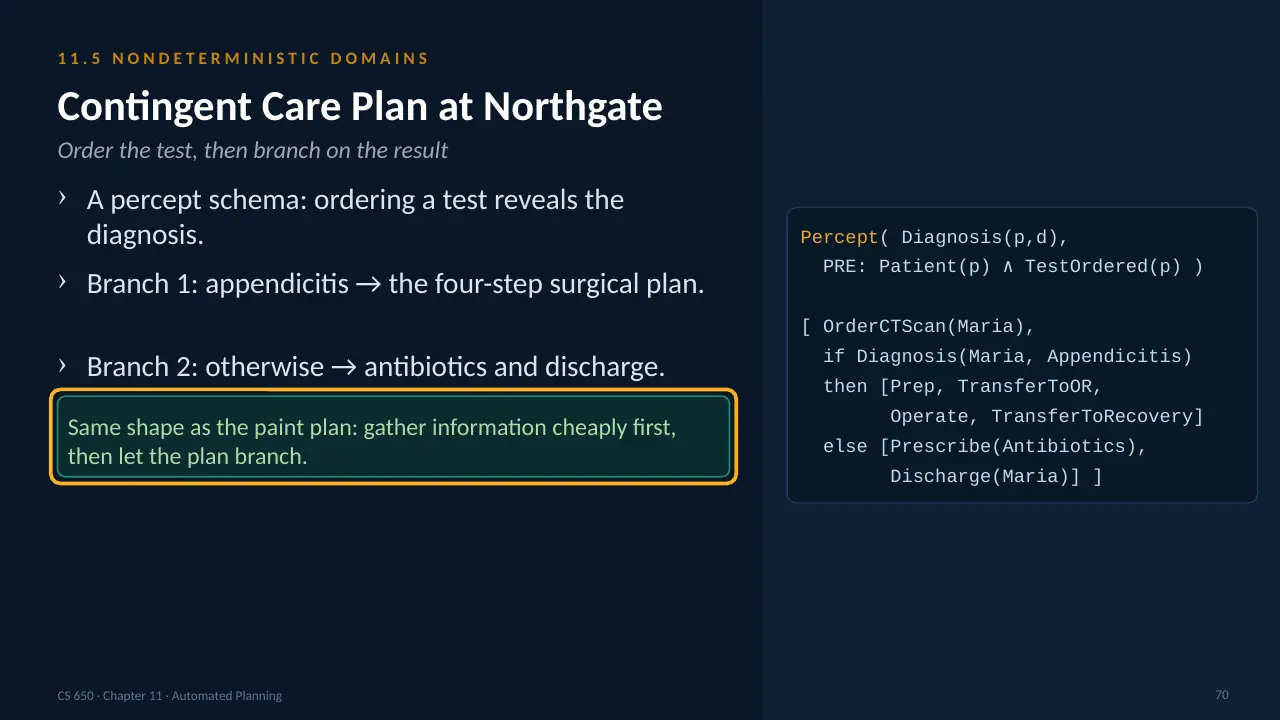 11.5 NONDETERMINISTIC DOMAINS
Contingent Care Plan at Northgate
Order the test, then branch on the result
› A percept schema: ordering a test reveals the
diagnosis.
› Branch 1: appendicitis → the four-step surgical plan.
› Branch 2: otherwise → antibiotics and discharge.
Same shape as the paint plan: gather information cheaply first,
then let the plan branch.
Percept( Diagnosis(p,d),
  PRE: Patient(p) ∧ TestOrdered(p) )
[ OrderCTScan(Maria),
  if Diagnosis(Maria, Appendicitis)
  then [Prep, TransferToOR,
        Operate, TransferToRecovery]
  else [Prescribe(Antibiotics),
        Discharge(Maria)] ]
CS 650 · Chapter 11 · Automated Planning
70